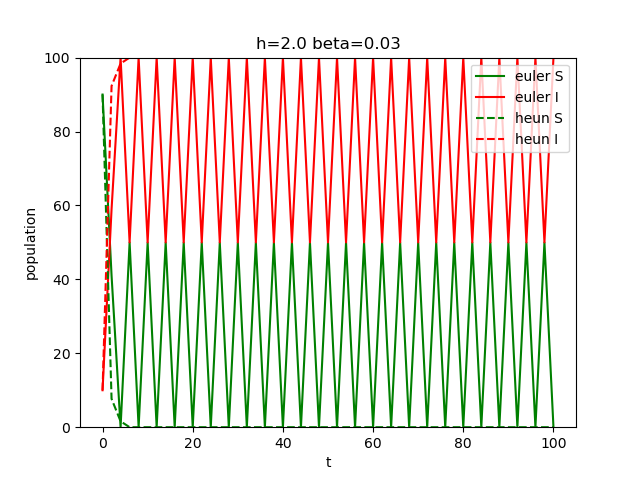 h=2.0 beta=0.03
population
100
80
60
40
20
0
euler S
euler I
heun S
heun I
0 20 40 60 80 100
t